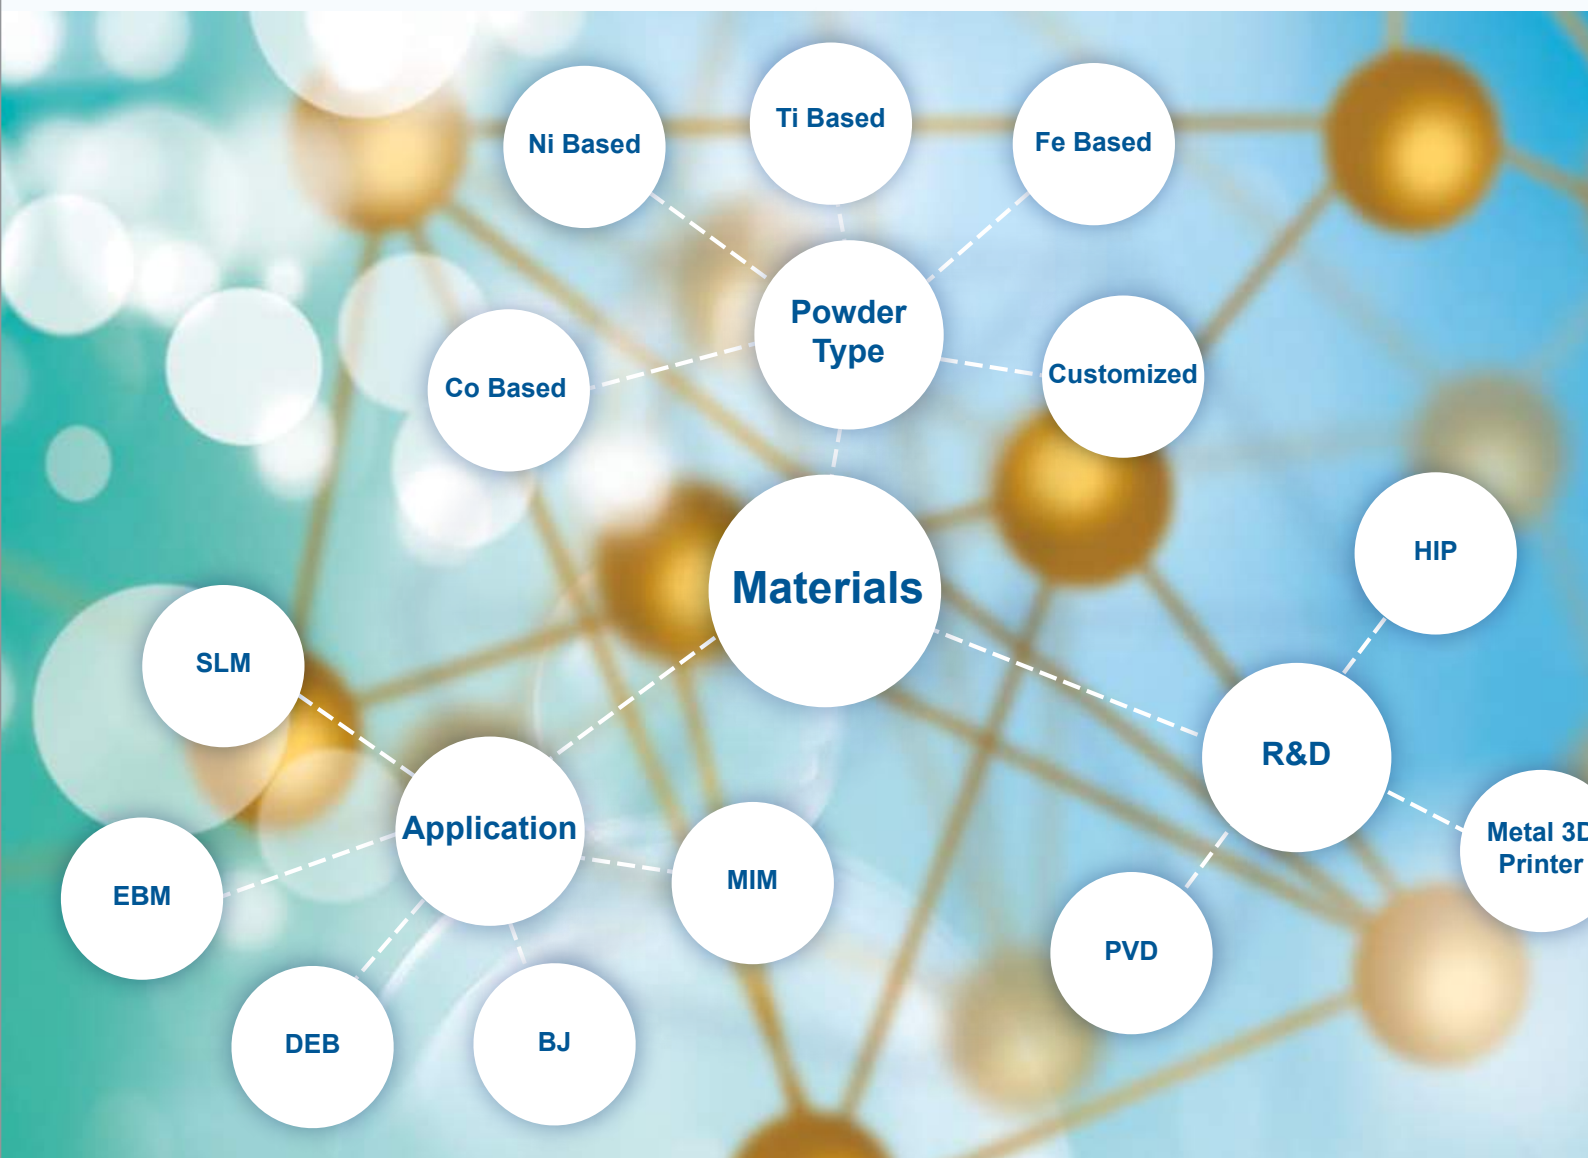 Ni Based
Ti Based
Fe Based
Powder
Type
Co Based
Customized
Materials
HIP
SLM
R&D
Application
Metal 3D
Printer
EBM
MIM
PVD
DEB
BJ